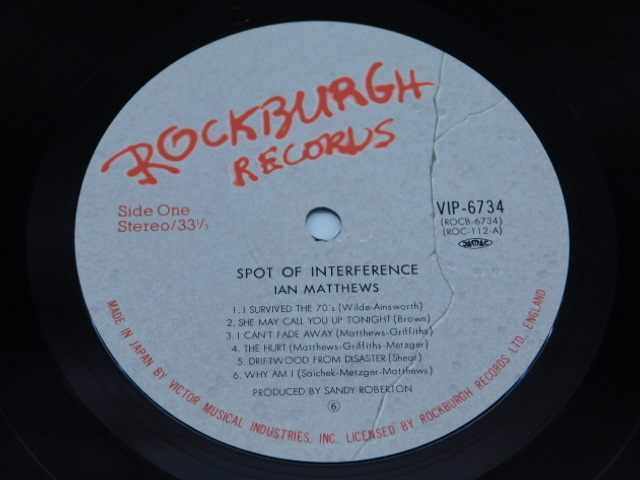 ROCKBURGH
RECORDS
Side One
Stereo/33⅓
VIP-6734
(ROCB-6734)
(ROC-112-A)
JASRAC
SPOT OF INTERFERENCE
IAN MATTHEWS
1. I SURVIVED THE 70's (Wilde-Ainsworth)
2. SHE MAY CALL YOU UP TONIGHT (Brown)
3. I CAN'T FADE AWAY (Matthews-Griffiths)
4. THE HURT (Matthews-Griffiths-Metzger)
5. DRIFTWOOD FROM DISASTER (Shear)
6. WHY AM I (Saichek-Metzger-Matthews)
PRODUCED BY SANDY ROBERTON
6
MADE IN JAPAN BY VICTOR MUSICAL INDUSTRIES, INC. LICENSED BY ROCKBURGH RECORDS LTD. ENGLAND